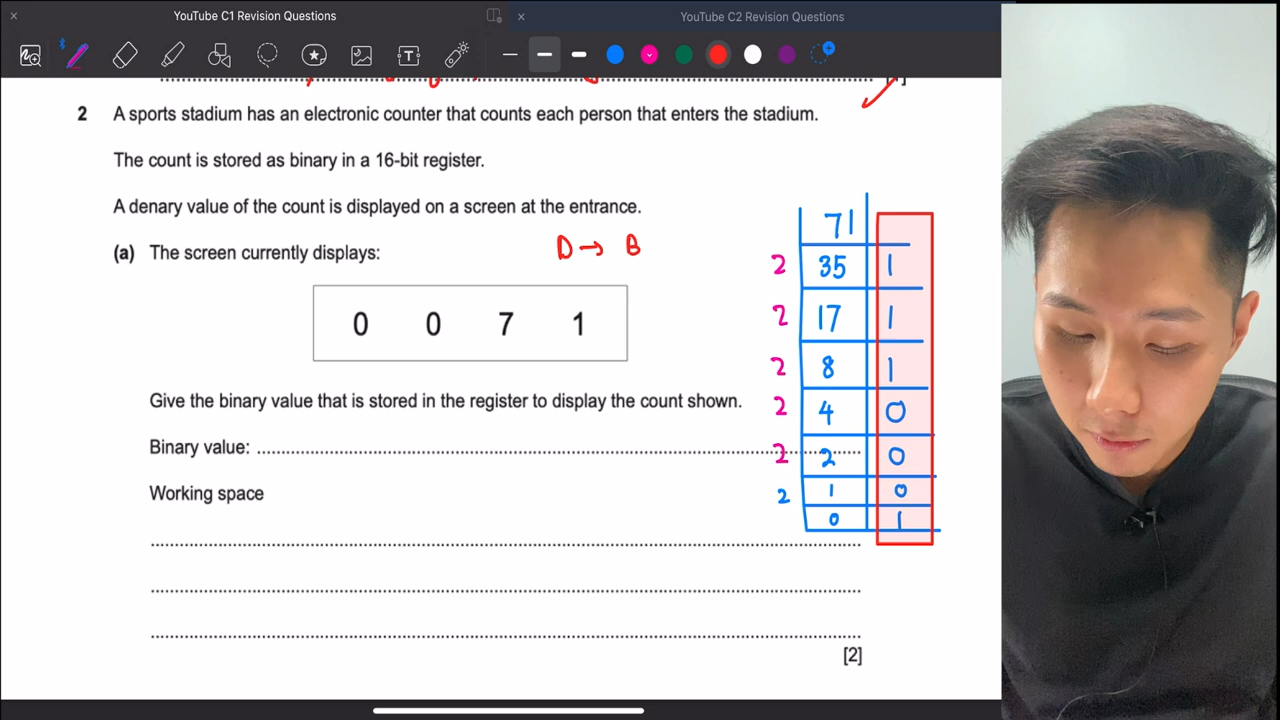 YouTube C1 Revision Questions
YouTube C2 Revision Questions
2 A sports stadium has an electronic counter that counts each person that enters the stadium.
The count is stored as binary in a 16-bit register.
A denary value of the count is displayed on a screen at the entrance.
(a) The screen currently displays:
D → B
0 0 7 1
Give the binary value that is stored in the register to display the count shown.
Binary value:
Working space
[2]
71
2 35 1
2 17 1
2 8 1
2 4 0
2 2 0
2 1 0
0 1